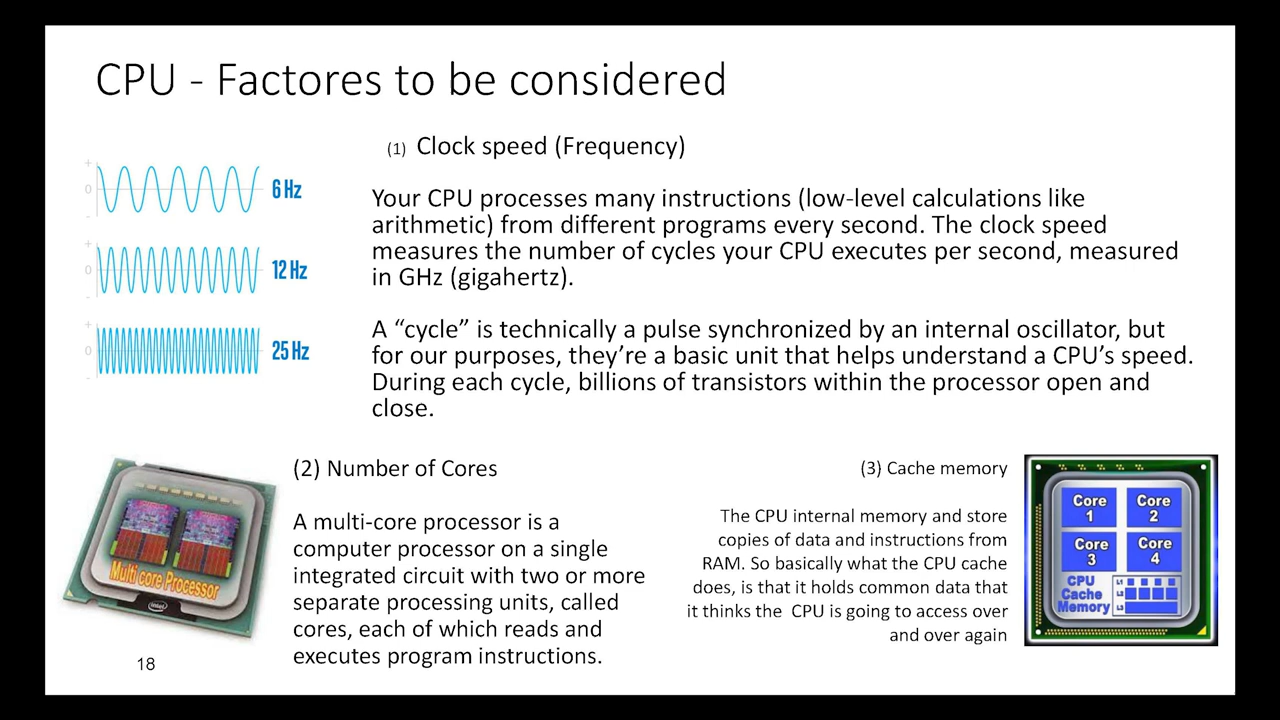 CPU - Factores to be considered
(1) Clock speed (Frequency)
+
0
-
6 Hz
+
0
-
12 Hz
+
0
-
25 Hz
Your CPU processes many instructions (low-level calculations like
arithmetic) from different programs every second. The clock speed
measures the number of cycles your CPU executes per second, measured
in GHz (gigahertz).
A “cycle” is technically a pulse synchronized by an internal oscillator, but
for our purposes, they’re a basic unit that helps understand a CPU’s speed.
During each cycle, billions of transistors within the processor open and
close.
Multi core Processor
intel
(2) Number of Cores
A multi-core processor is a
computer processor on a single
integrated circuit with two or more
separate processing units, called
cores, each of which reads and
executes program instructions.
(3) Cache memory
The CPU internal memory and store
copies of data and instructions from
RAM. So basically what the CPU cache
does, is that it holds common data that
it thinks the CPU is going to access over
and over again
Core
1
Core
2
Core
3
Core
4
CPU
Cache
Memory
L1
L2
L3
18